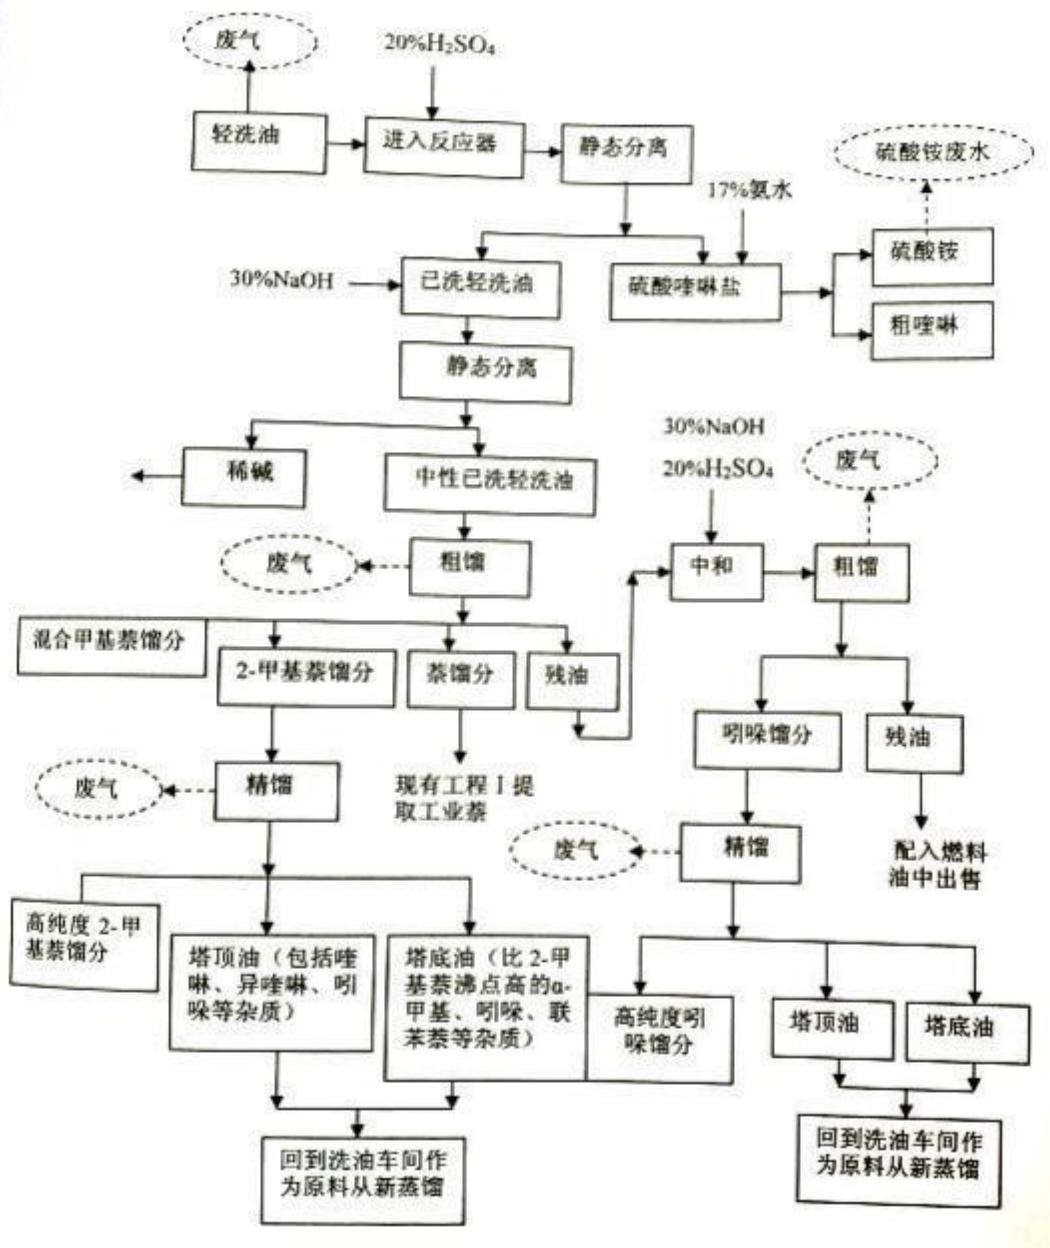 废气
20%H₂SO₄
轻洗油
进入反应器
静态分离
硫酸铵废水
17%氨水
30%NaOH
已洗轻洗油
硫酸喹啉盐
硫酸铵
粗喹啉
静态分离
稀碱
中性已洗轻洗油
30%NaOH
20%H₂SO₄
废气
废气
粗馏
中和
粗馏
混合甲基萘馏分
2-甲基萘馏分
萘馏分
残油
吲哚馏分
残油
废气
精馏
现有工程Ⅰ提
取工业萘
废气
精馏
配入燃料
油中出售
高纯度 2-甲
基萘馏分
塔顶油（包括喹
啉、异喹啉、吲
哚等杂质）
塔底油（比 2-甲
基萘沸点高的α-
甲基、吲哚、联
苯萘等杂质）
高纯度吲
哚馏分
塔顶油
塔底油
回到洗油车间作
为原料从新蒸馏
回到洗油车间作
为原料从新蒸馏